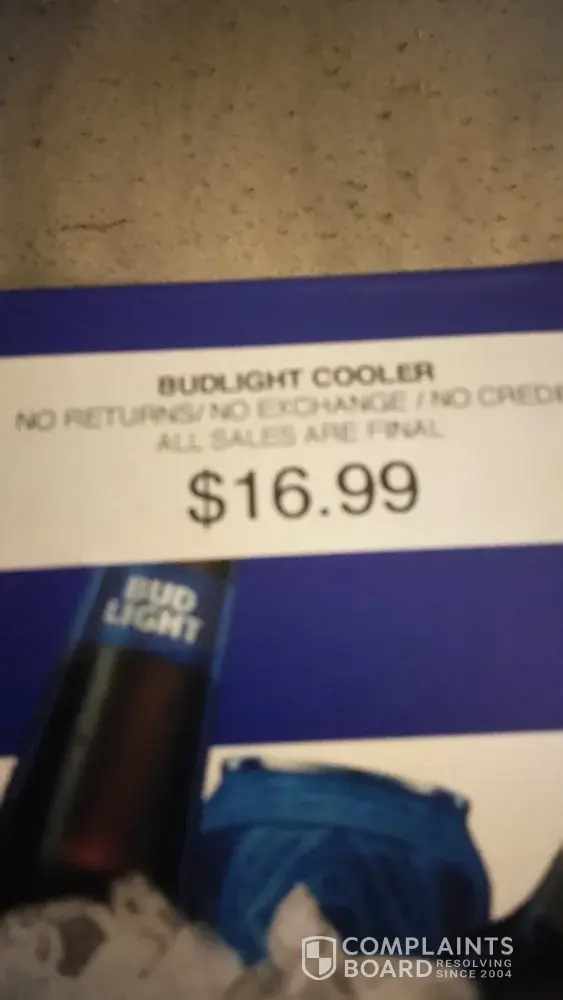 BUDLIGHT COOLER
NO RETURNS/ NO EXCHANGE / NO CREDI
ALL SALES ARE FINAL
$16.99
BUD
LIGHT
COMPLAINTS
BOARD RESOLVING
SINCE 2004